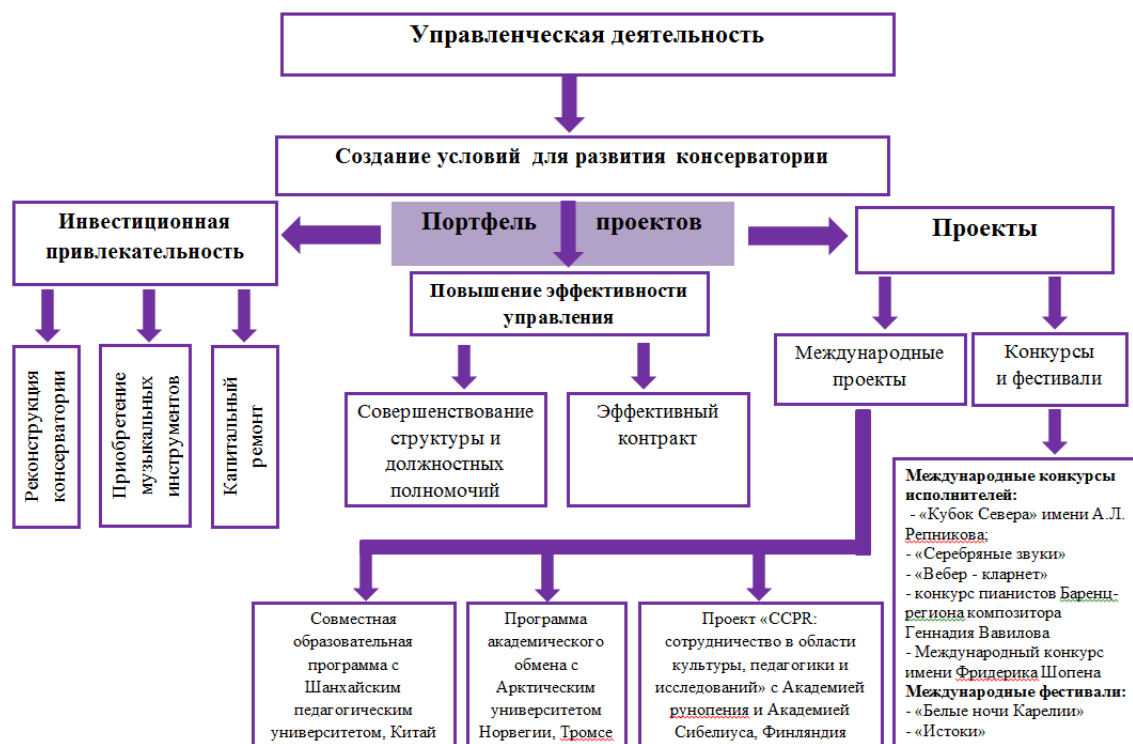 Управленческая деятельность
Создание условий для развития консерватории
Инвестиционная
привлекательность
Портфель проектов
Проекты
Повышение эффективности
управления
Реконструкция
консерватории
Приобретение
музыкальных
инструментов
Капитальный
ремонт
Совершенствование
структуры и
должностных
полномочий
Эффективный
контракт
Международные
проекты
Конкурсы
и фестивали
Совместная
образовательная
программа с
Шанхайским
педагогическим
университетом, Китай
Программа
академического
обмена с
Арктическим
университетом
Норвегии, Тромсе
Проект «CCPR:
сотрудничество в области
культуры, педагогики и
исследований» с Академией
рунопения и Академией
Сибелиуса, Финляндия
Международные конкурсы
исполнителей:
- «Кубок Севера» имени А.Л.
Репникова;
- «Серебряные звуки»
- «Вебер - кларнет»
- конкурс пианистов Баренц-
региона композитора
Геннадия Вавилова
- Международный конкурс
имени Фридерика Шопена
Международные фестивали:
- «Белые ночи Карелии»
- «Истоки»